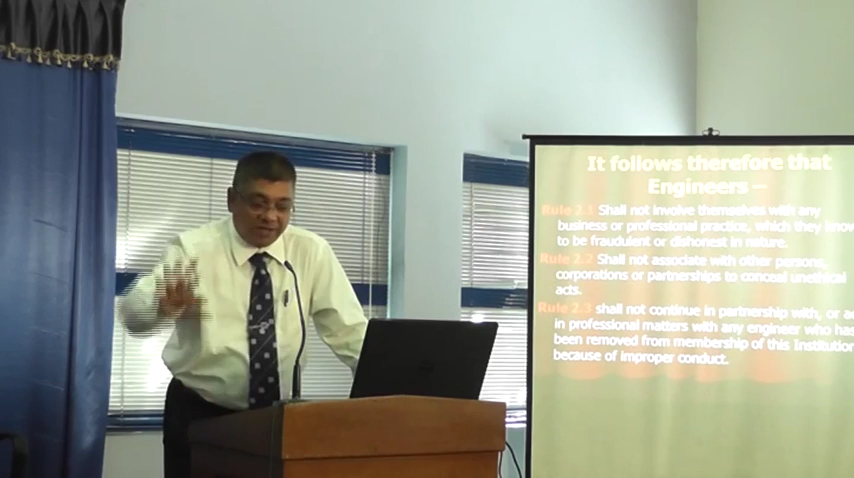 It follows therefore that
Engineers –
Rule 2.1 Shall not involve themselves with any
business or professional practice, which they know
to be fraudulent or dishonest in nature.
Rule 2.2 Shall not associate with other persons,
corporations or partnerships to conceal unethical
acts.
Rule 2.3 shall not continue in partnership with, or
in professional matters with any engineer who has
been removed from membership of this Institution
because of improper conduct.